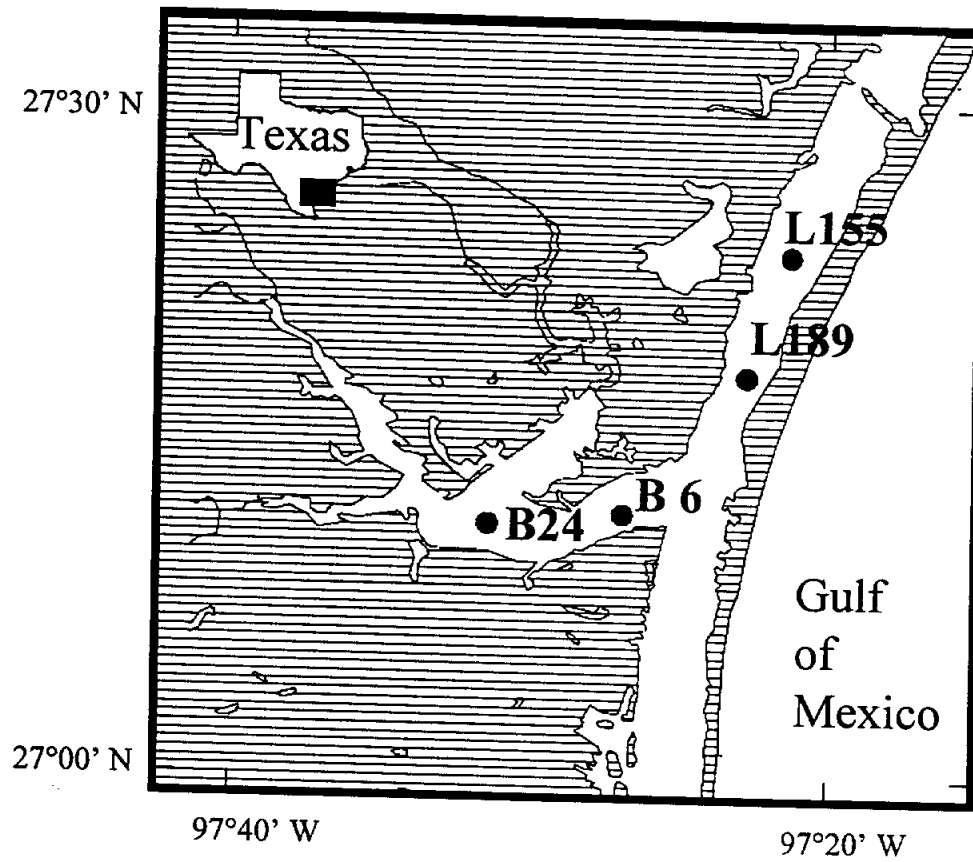 27°30' N
Texas
L155
L189
B 6
B24
Gulf
of
Mexico
27°00' N
97°40' W
97°20' W